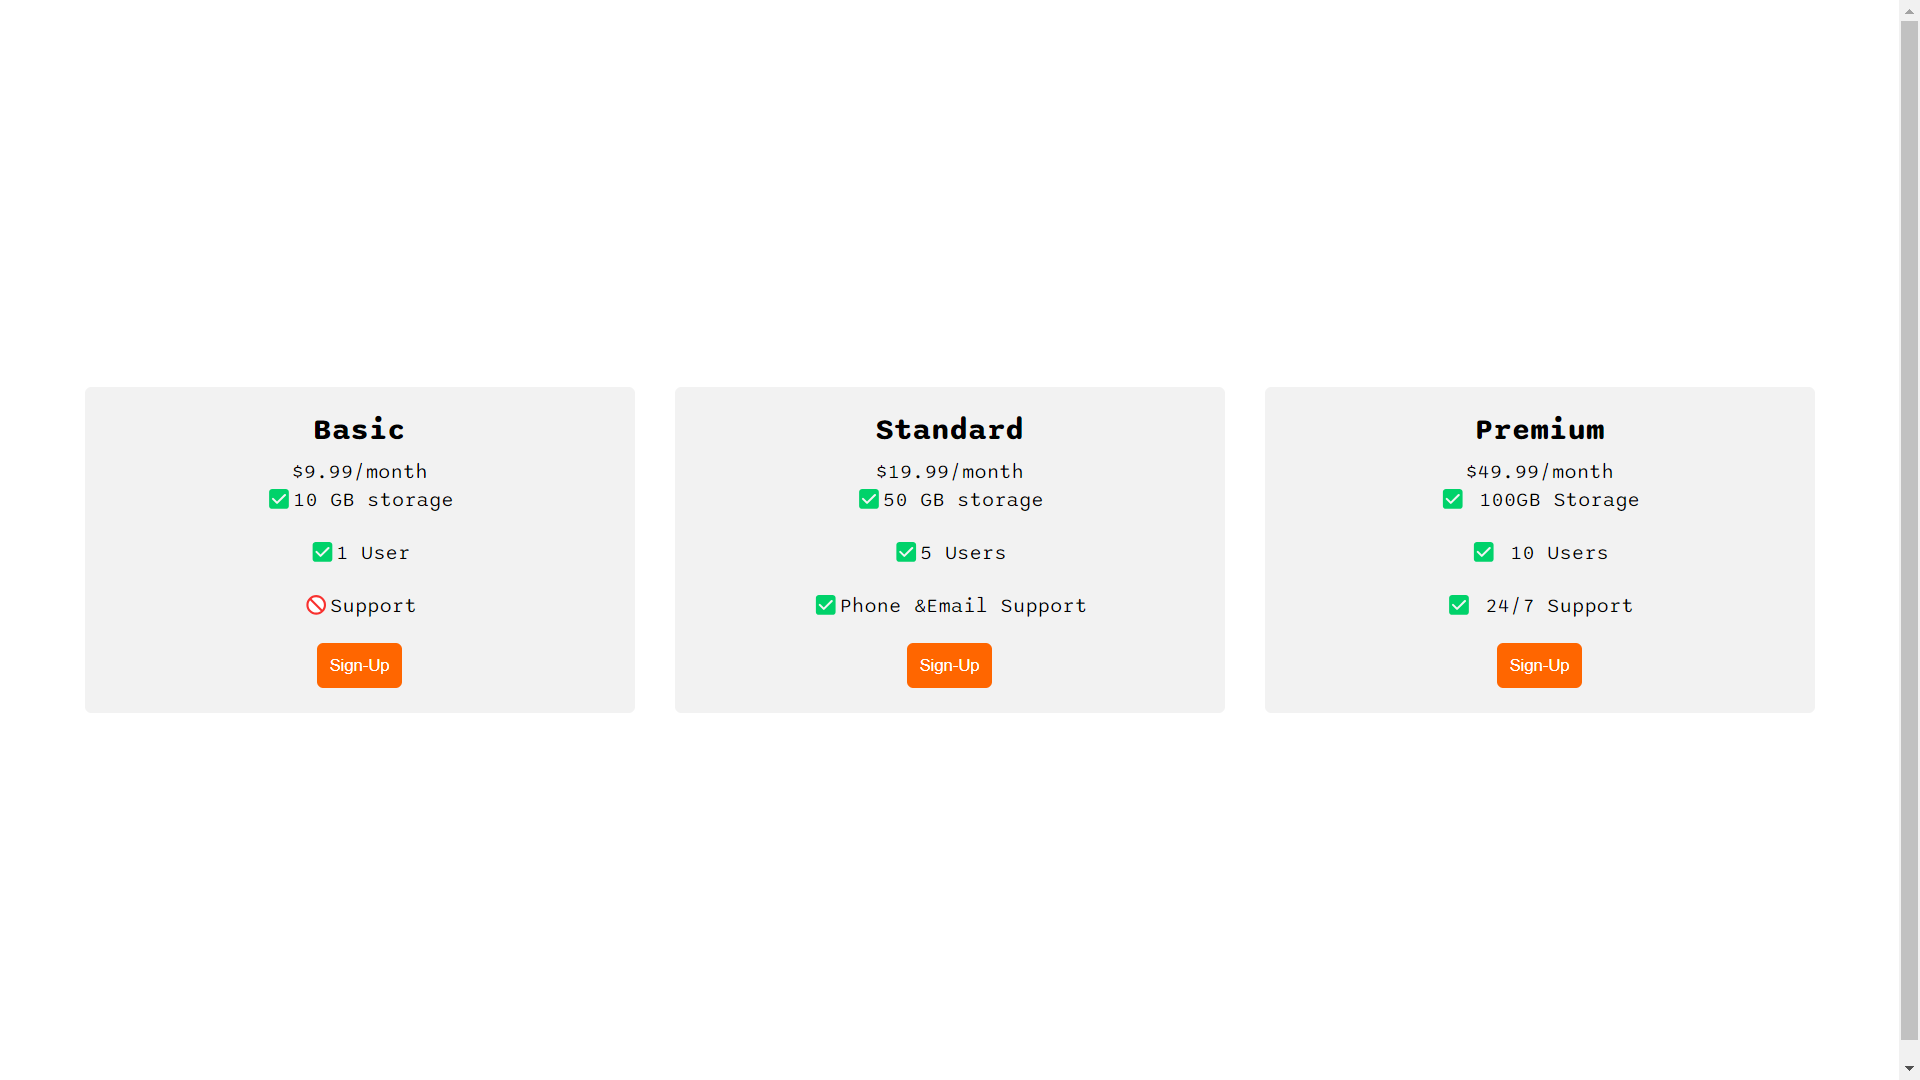 Basic
$9.99/month
✅10 GB storage
✅1 User
🚫Support
Sign-Up
Standard
$19.99/month
✅50 GB storage
✅5 Users
✅Phone &Email Support
Sign-Up
Premium
$49.99/month
✅ 100GB Storage
✅ 10 Users
✅ 24/7 Support
Sign-Up